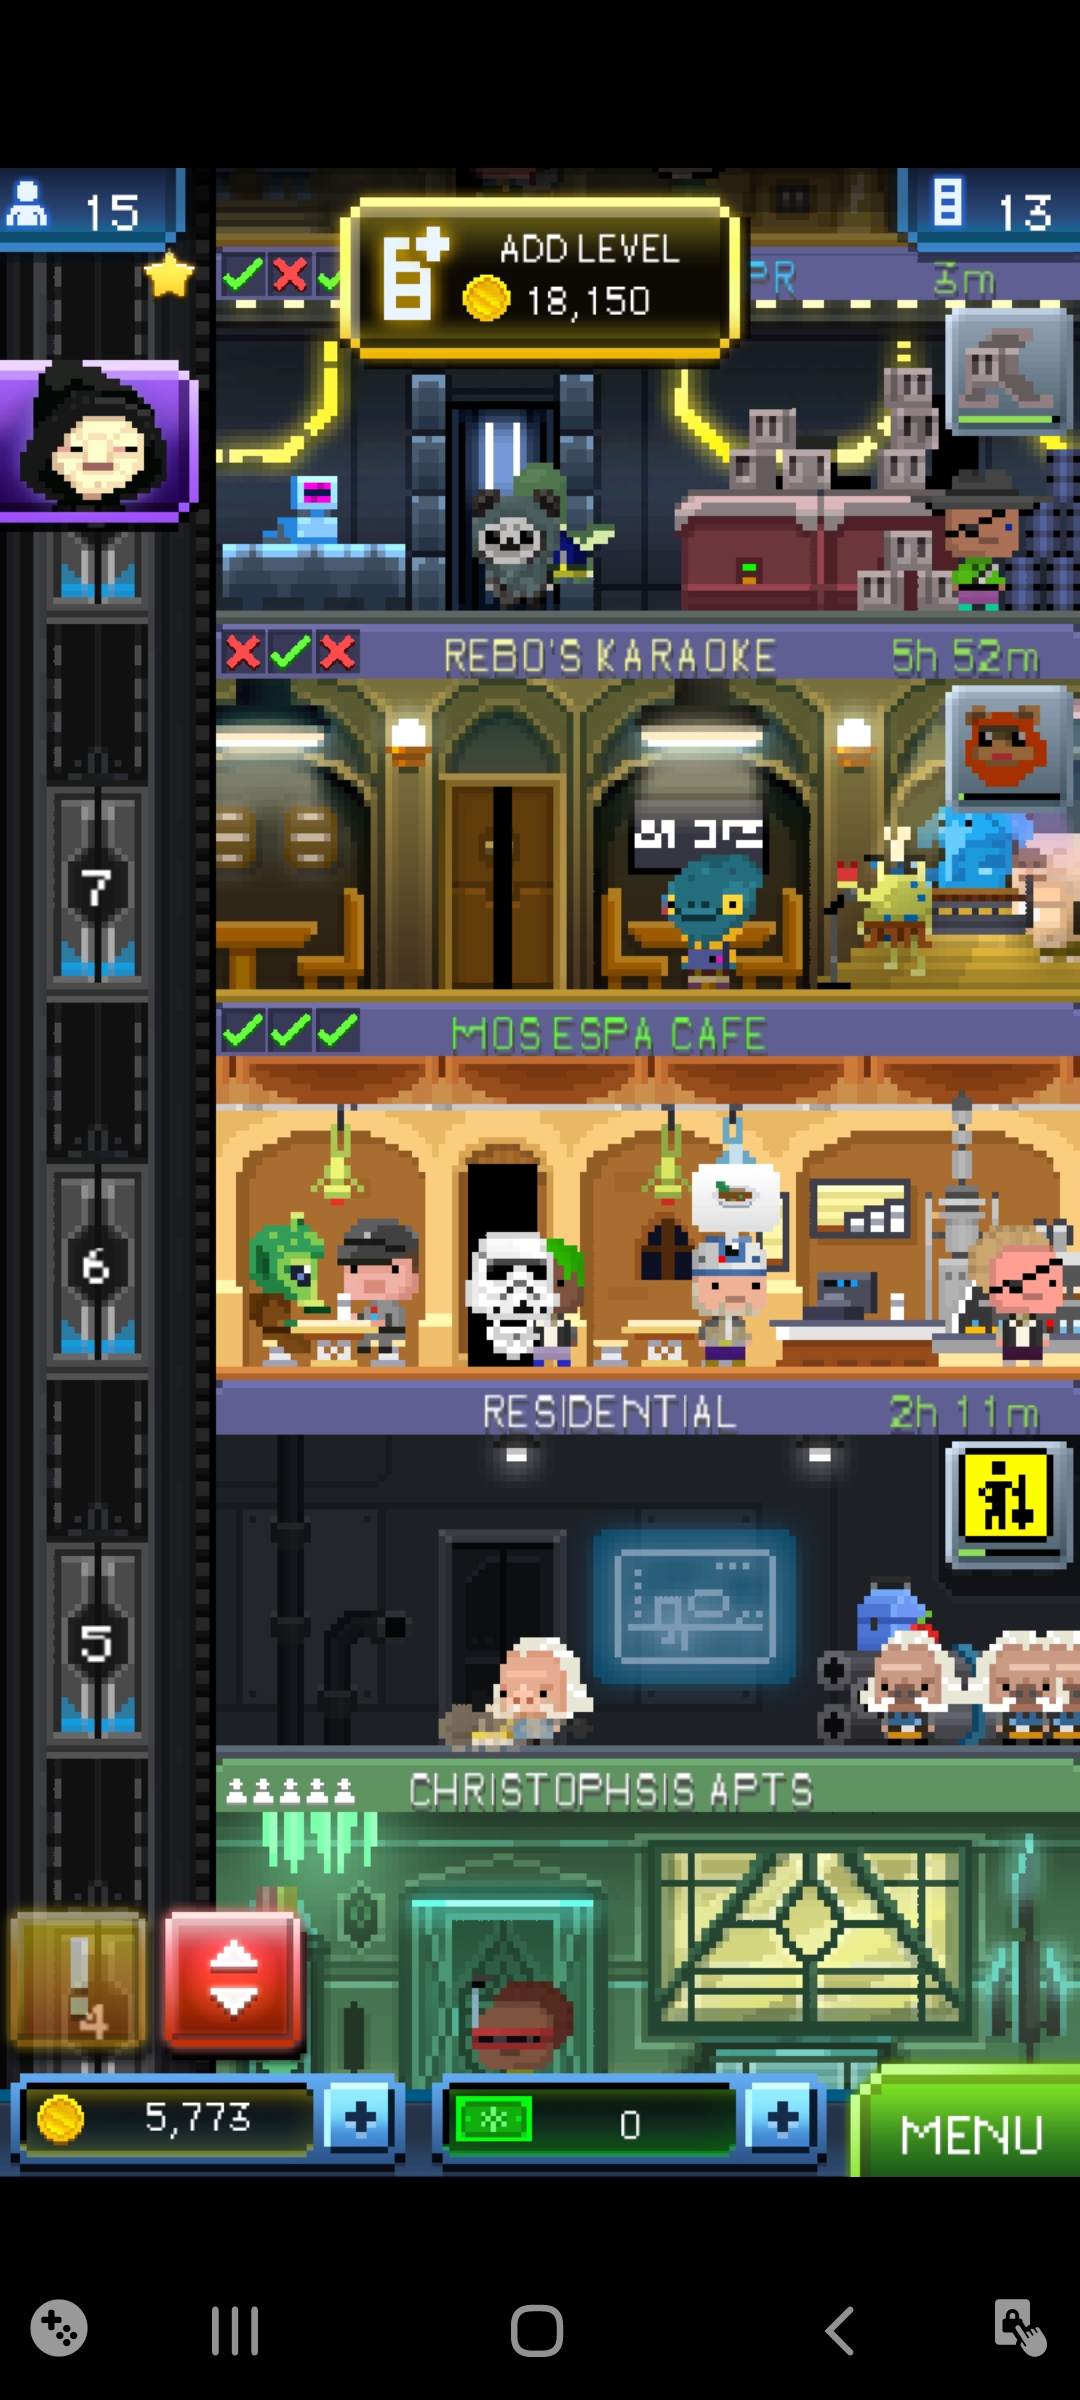 15
ADD LEVEL
18,150
13
PR
3m
REBO'S KARAOKE
5h 52m
7
MOS ESPA CAFE
6
RESIDENTIAL
2h 11m
5
CHRISTOPHSIS APTS
!
4
5,773
+
0
+
MENU